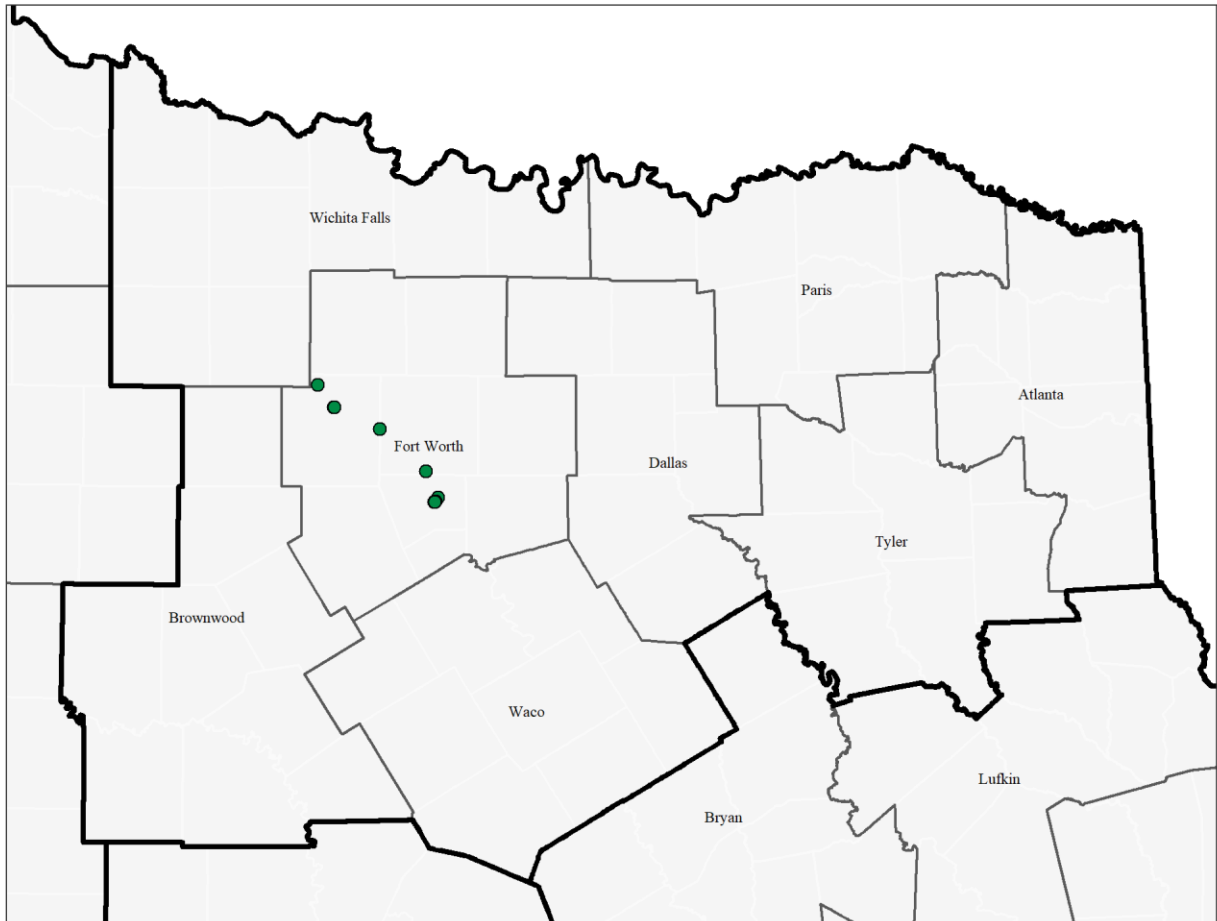 Wichita Falls
Paris
Atlanta
Fort Worth
Dallas
Tyler
Brownwood
Waco
Lufkin
Bryan